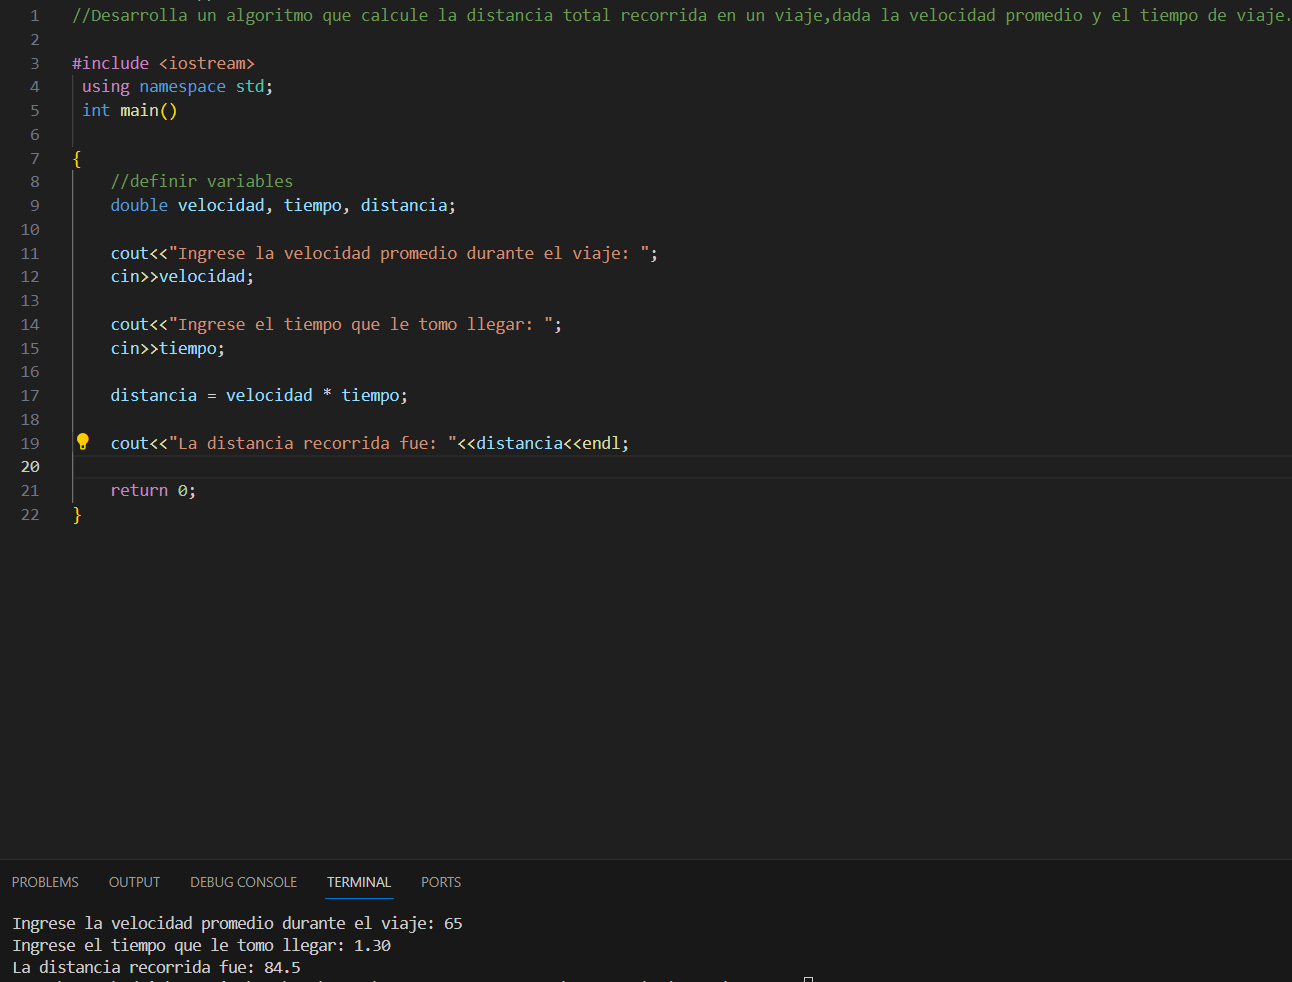 1 //Desarrolla un algoritmo que calcule la distancia total recorrida en un viaje,dada la velocidad promedio y el tiempo de viaje.
2
3 #include <iostream>
4 using namespace std;
5 int main()
6
7 {
8 //definir variables
9 double velocidad, tiempo, distancia;
10
11 cout<<"Ingrese la velocidad promedio durante el viaje: ";
12 cin>>velocidad;
13
14 cout<<"Ingrese el tiempo que le tomo llegar: ";
15 cin>>tiempo;
16
17 distancia = velocidad * tiempo;
18
19 cout<<"La distancia recorrida fue: "<<distancia<<endl;
20
21 return 0;
22 }
PROBLEMS OUTPUT DEBUG CONSOLE TERMINAL PORTS
Ingrese la velocidad promedio durante el viaje: 65
Ingrese el tiempo que le tomo llegar: 1.30
La distancia recorrida fue: 84.5